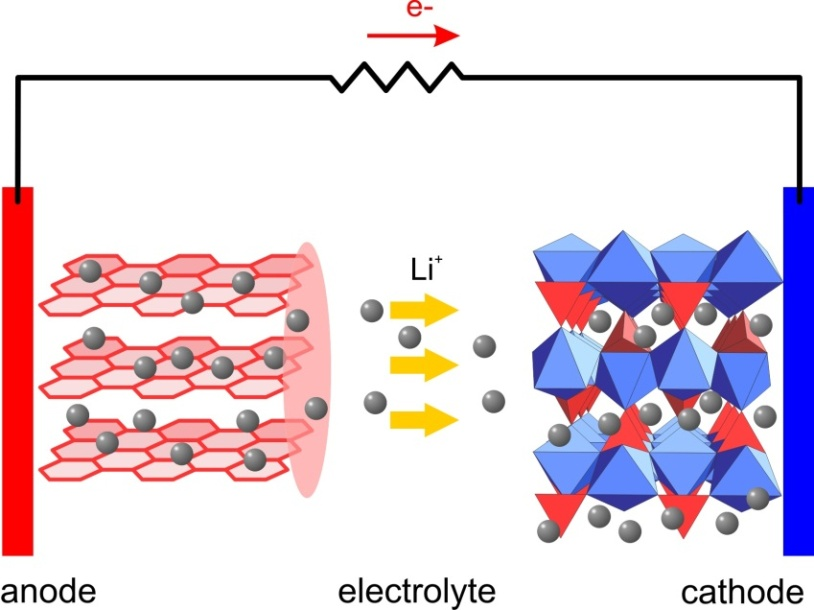 e-
Li⁺
anode
electrolyte
cathode